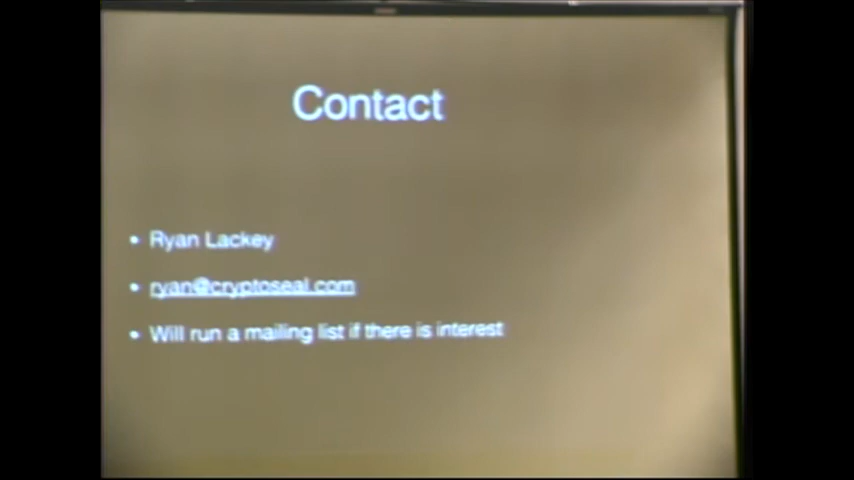 Contact
• Ryan Lackey
• ryan@cryptoseal.com
• Will run a mailing list if there is interest